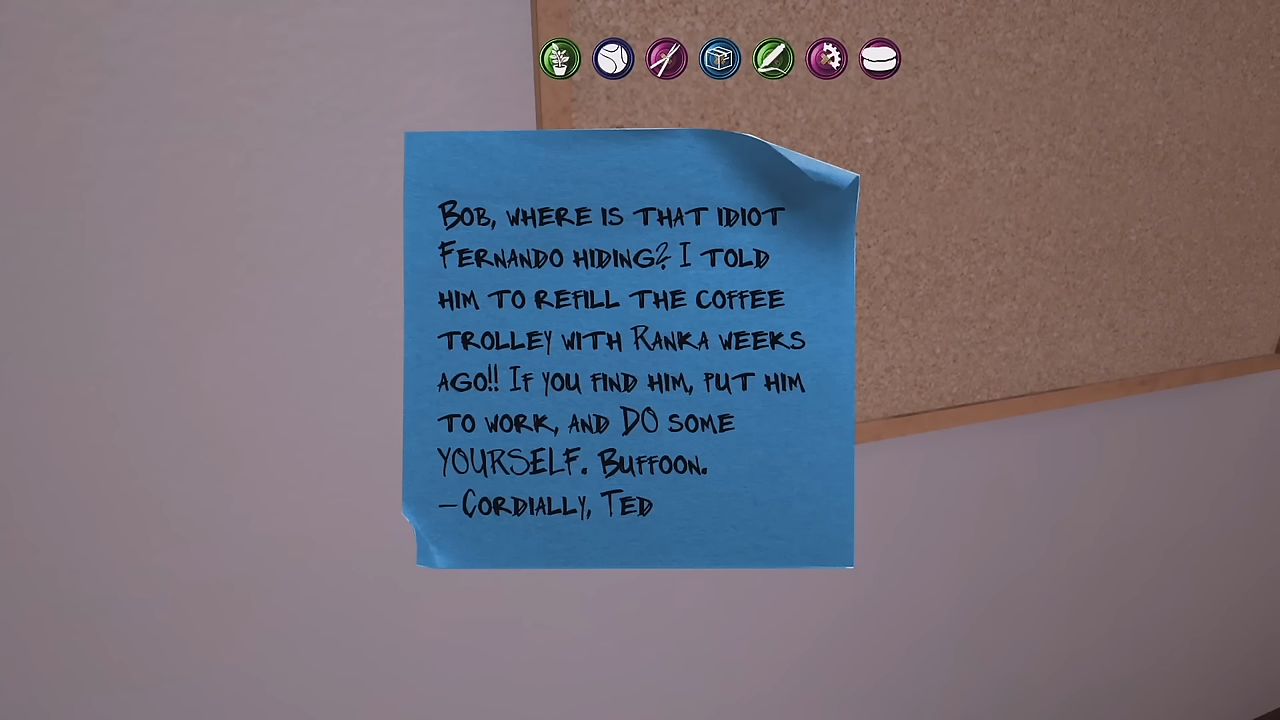 Bob, where is that idiot
Fernando hiding? I told
him to refill the coffee
trolley with Ranka weeks
ago!! If you find him, put him
to work, and DO some
YOURSELF. Buffoon.
–Cordially, Ted